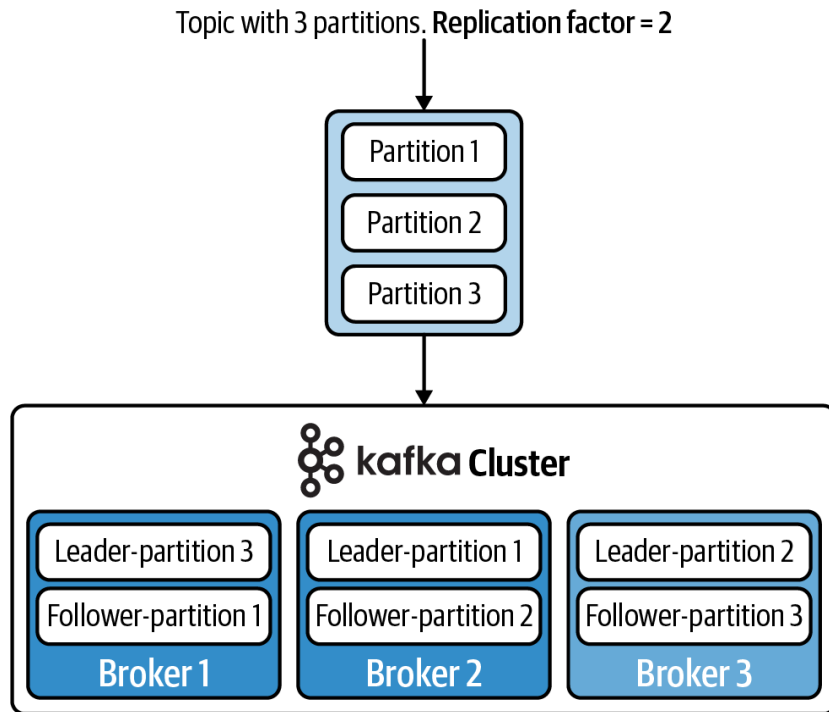 Topic with 3 partitions. Replication factor = 2
Partition 1
Partition 2
Partition 3
kafka Cluster
Leader-partition 3
Follower-partition 1
Broker 1
Leader-partition 1
Follower-partition 2
Broker 2
Leader-partition 2
Follower-partition 3
Broker 3